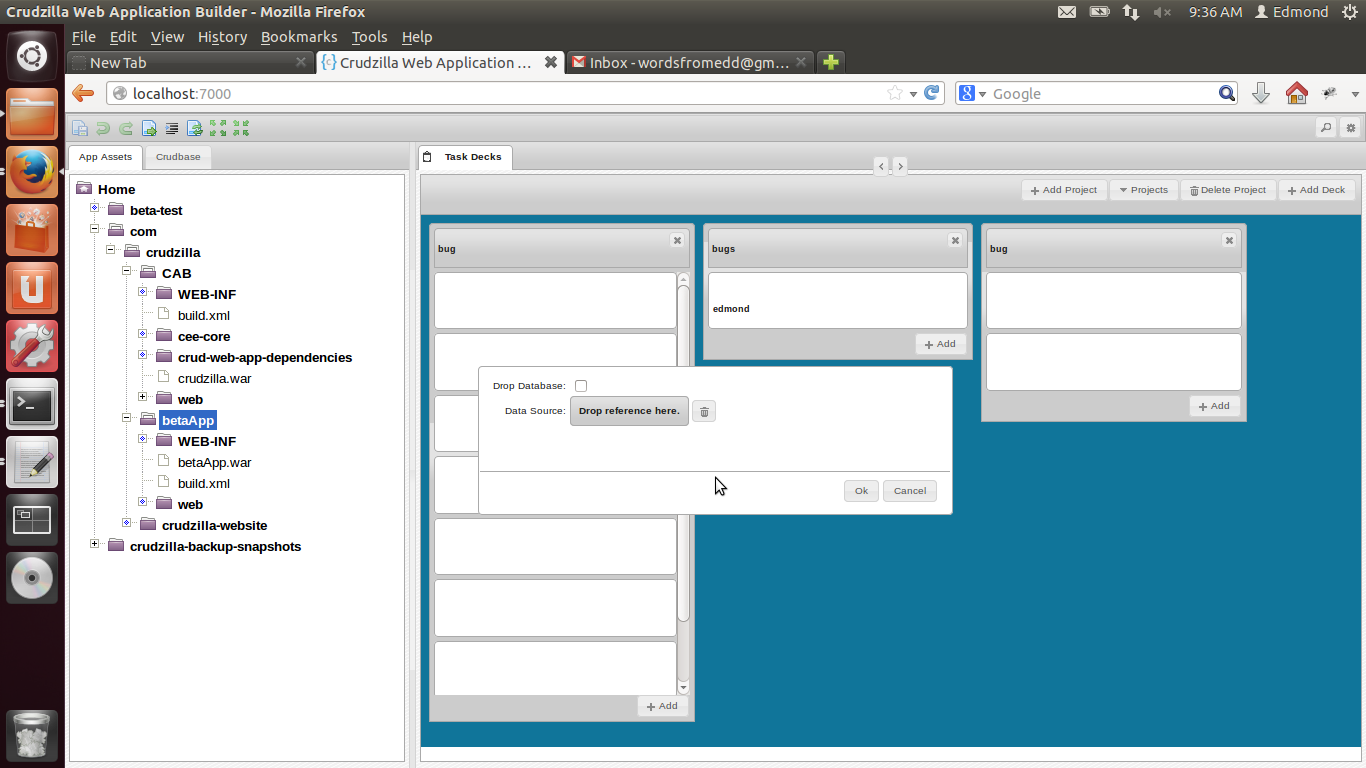 Crudzilla Web Application Builder - Mozilla Firefox
9:36 AM Edmond
File Edit View History Bookmarks Tools Help
New Tab
{c} Crudzilla Web Application ...
Inbox - wordsfromedd@gm...
localhost:7000
8 Google
App Assets Crudbase
Task Decks
Home
beta-test
com
crudzilla
CAB
WEB-INF
build.xml
cee-core
crud-web-app-dependencies
crudzilla.war
web
betaApp
WEB-INF
betaApp.war
build.xml
web
crudzilla-website
crudzilla-backup-snapshots
Add Project Projects Delete Project Add Deck
bug
Add
bugs
edmond
Add
bug
Add
Drop Database:
Data Source: Drop reference here.
Ok Cancel